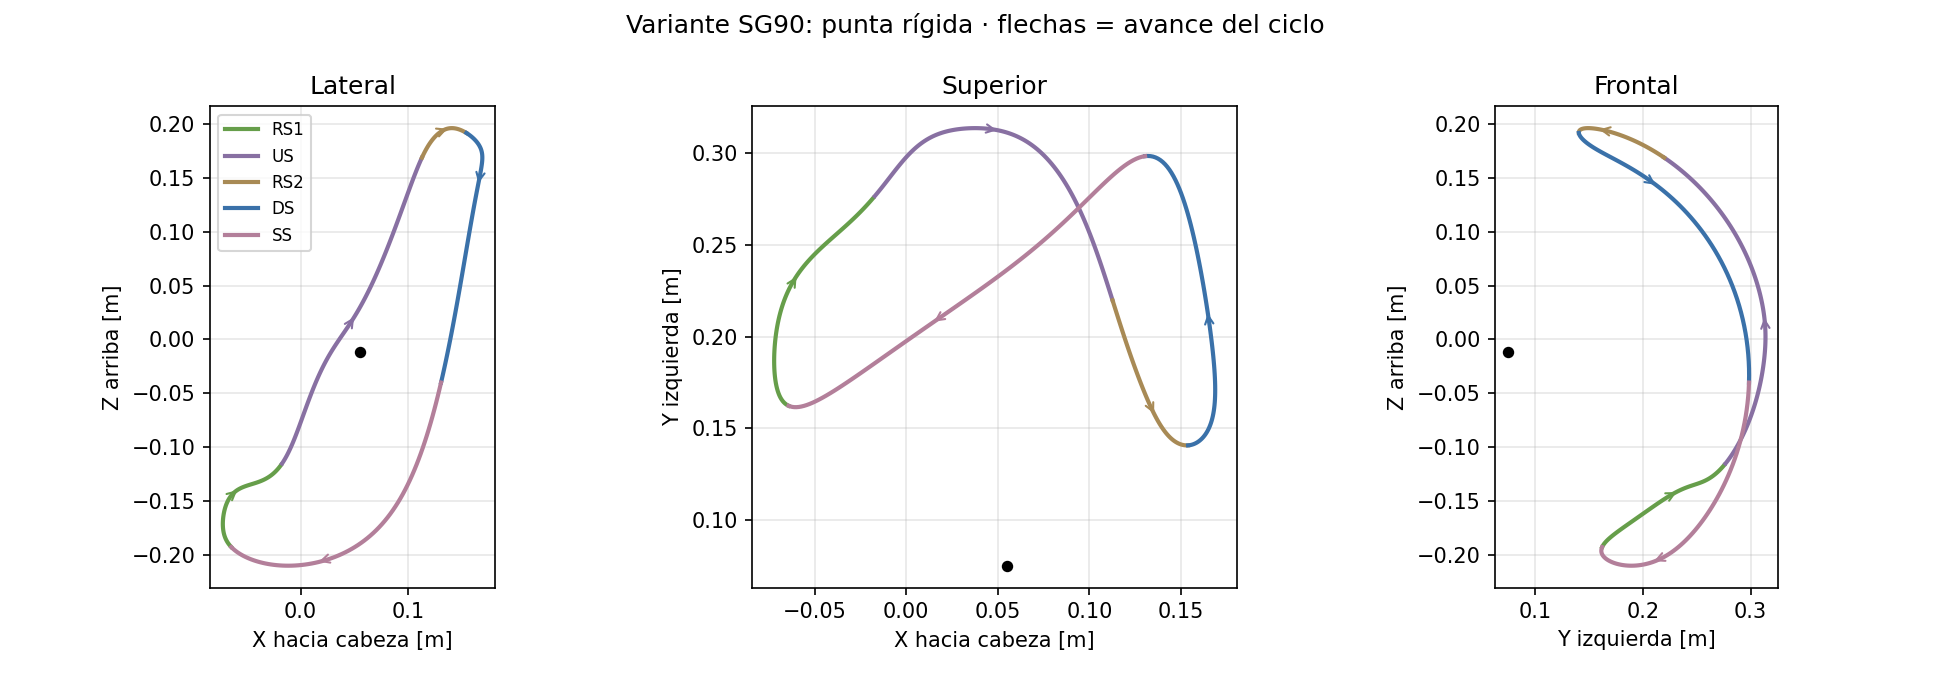 Variante SG90: punta rígida · flechas = avance del ciclo
Lateral
RS1
US
RS2
DS
SS
0.20
0.15
0.10
0.05
0.00
−0.05
−0.10
−0.15
−0.20
Z arriba [m]
0.0
0.1
X hacia cabeza [m]
Superior
0.30
0.25
0.20
0.15
0.10
Y izquierda [m]
−0.05
0.00
0.05
0.10
0.15
X hacia cabeza [m]
Frontal
0.20
0.15
0.10
0.05
0.00
−0.05
−0.10
−0.15
−0.20
Z arriba [m]
0.1
0.2
0.3
Y izquierda [m]